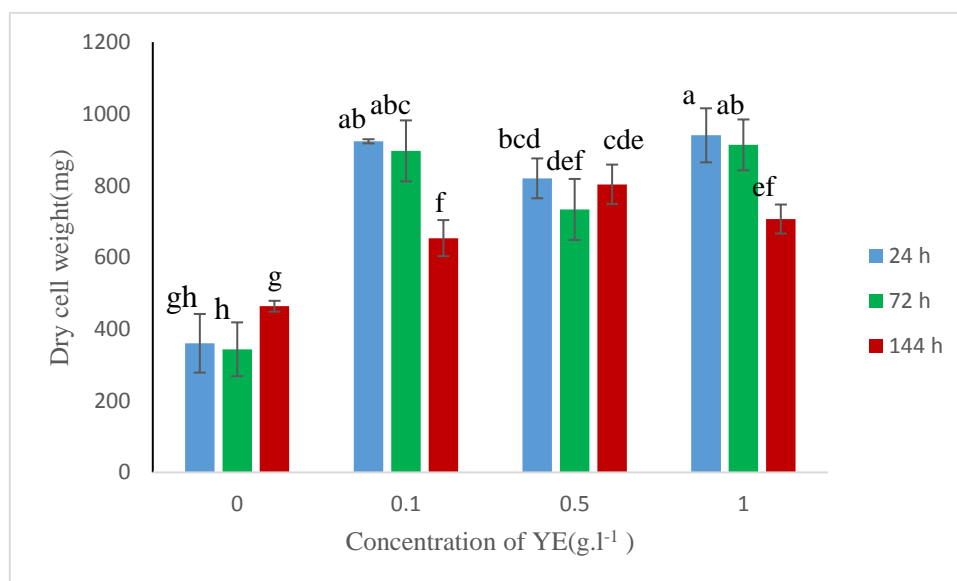 1200
1000
800
600
400
200
0
Dry cell weight(mg)
gh
h
g
ab
abc
f
bcd
def
cde
a
ab
ef
0
0.1
0.5
1
Concentration of YE(g.l⁻¹ )
24 h
72 h
144 h